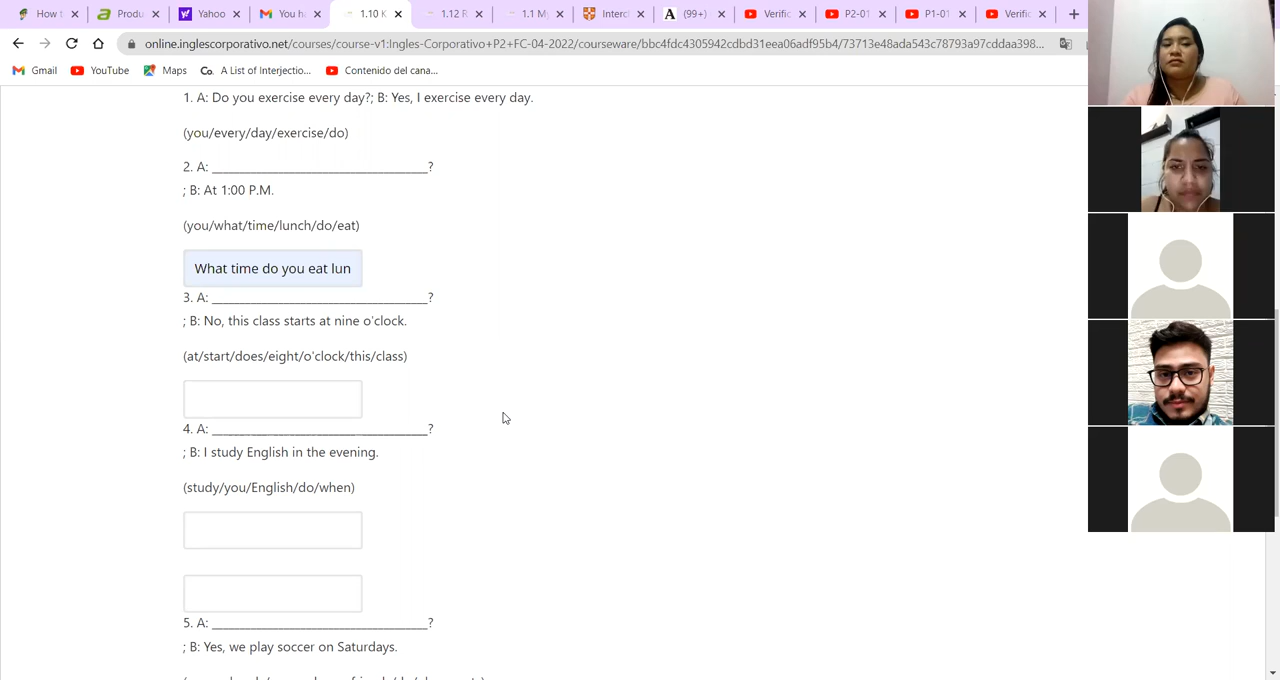 How t
Produ
Yahoo
You h
1.10 K
1.12 R
1.1 M
Interc
(99+)
Verific
P2-01
P1-01
Verific
online.inglescorporativo.net/courses/course-v1:Ingles-Corporativo+P2+FC-04-2022/courseware/bbc4fdc4305942cdbd31eea06adf95b4/73713e48ada543c78793a97cddaa398...
Gmail
YouTube
Maps
Co. A List of Interjectio...
Contenido del cana...
1. A: Do you exercise every day?; B: Yes, I exercise every day.
(you/every/day/exercise/do)
2. A: ________________________________?
; B: At 1:00 P.M.
(you/what/time/lunch/do/eat)
What time do you eat lun
3. A: ________________________________?
; B: No, this class starts at nine o'clock.
(at/start/does/eight/o'clock/this/class)
4. A: ________________________________?
; B: I study English in the evening.
(study/you/English/do/when)
5. A: ________________________________?
; B: Yes, we play soccer on Saturdays.